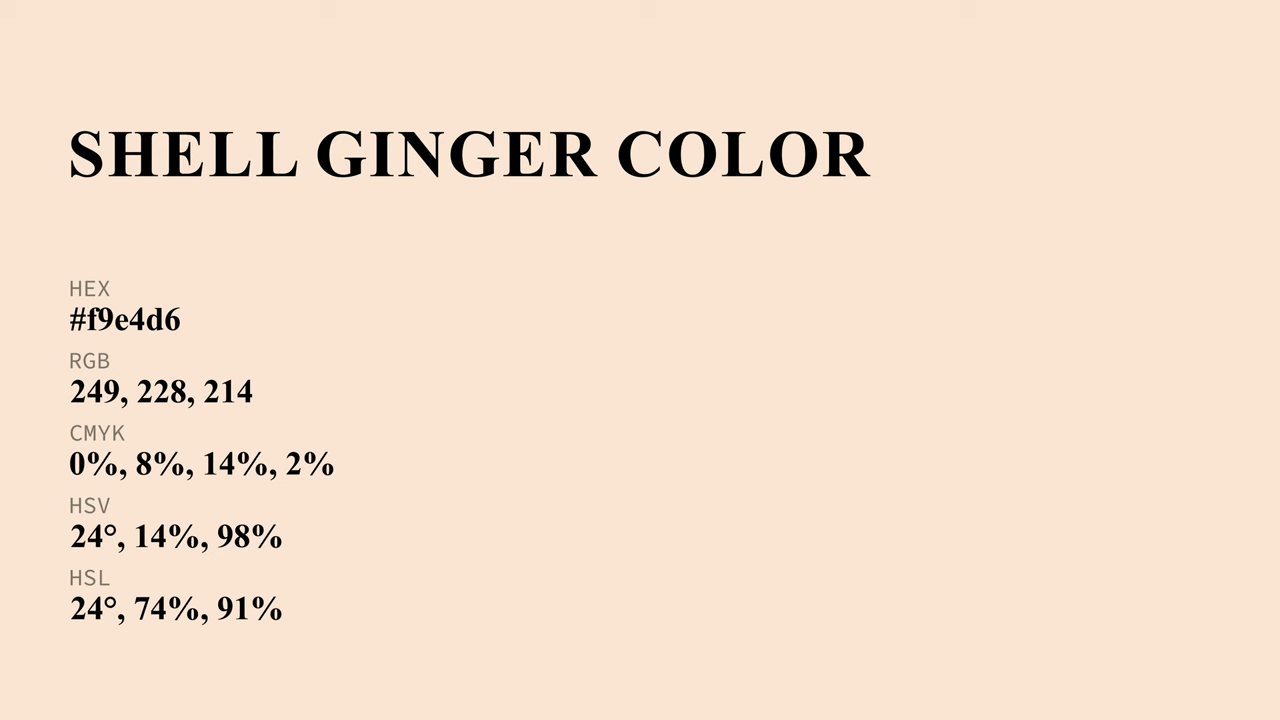 SHELL GINGER COLOR
HEX
#f9e4d6
RGB
249, 228, 214
CMYK
0%, 8%, 14%, 2%
HSV
24°, 14%, 98%
HSL
24°, 74%, 91%